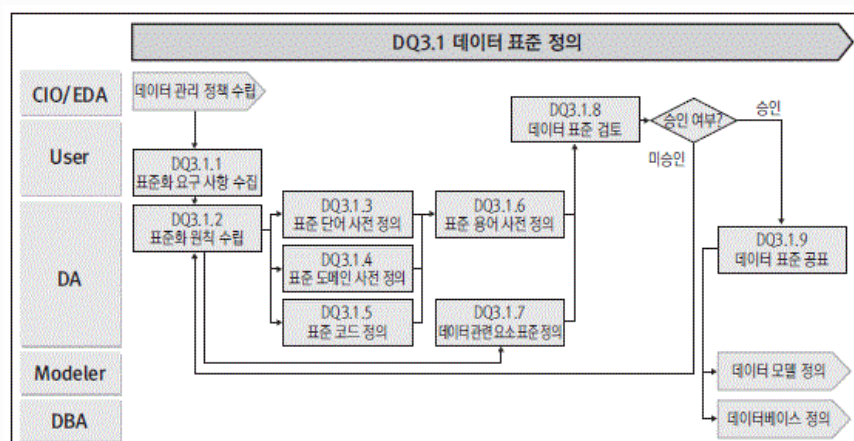 DQ3.1 데이터 표준 정의
CIO/EDA
데이터 관리 정책 수립
DQ3.1.8
데이터 표준 검토
승인 여부?
승인
미승인
User
DQ3.1.1
표준화 요구 사항 수집
DA
DQ3.1.2
표준화 원칙 수립
DQ3.1.3
표준 단어 사전 정의
DQ3.1.4
표준 도메인 사전 정의
DQ3.1.5
표준 코드 정의
DQ3.1.6
표준 용어 사전 정의
DQ3.1.7
데이터 관련 요소 표준 정의
DQ3.1.9
데이터 표준 공표
Modeler
데이터 모델 정의
DBA
데이터베이스 정의